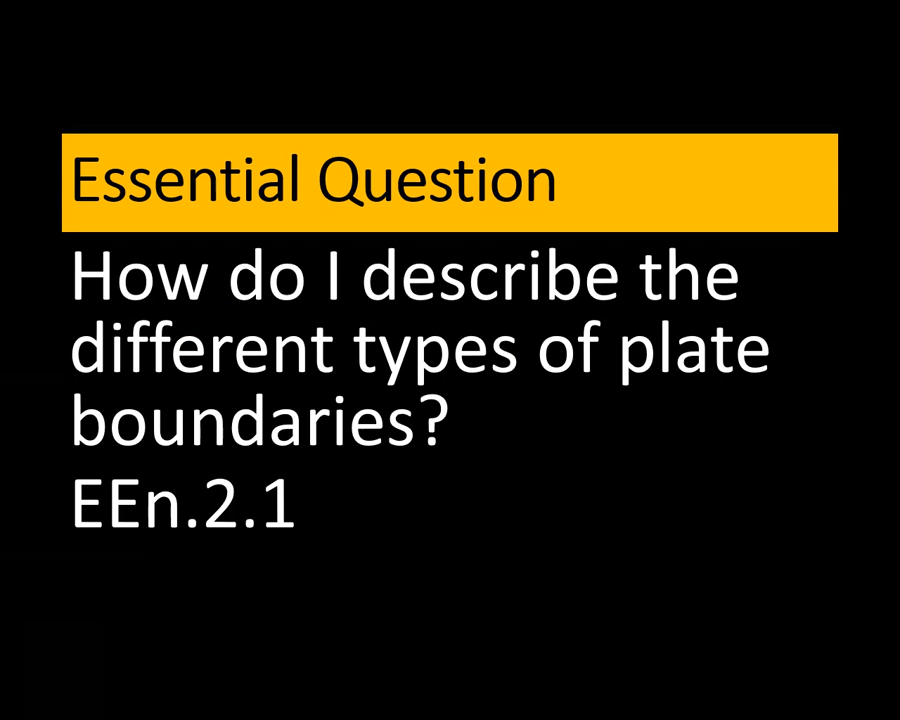 Essential Question
How do I describe the
different types of plate
boundaries?
EEn.2.1